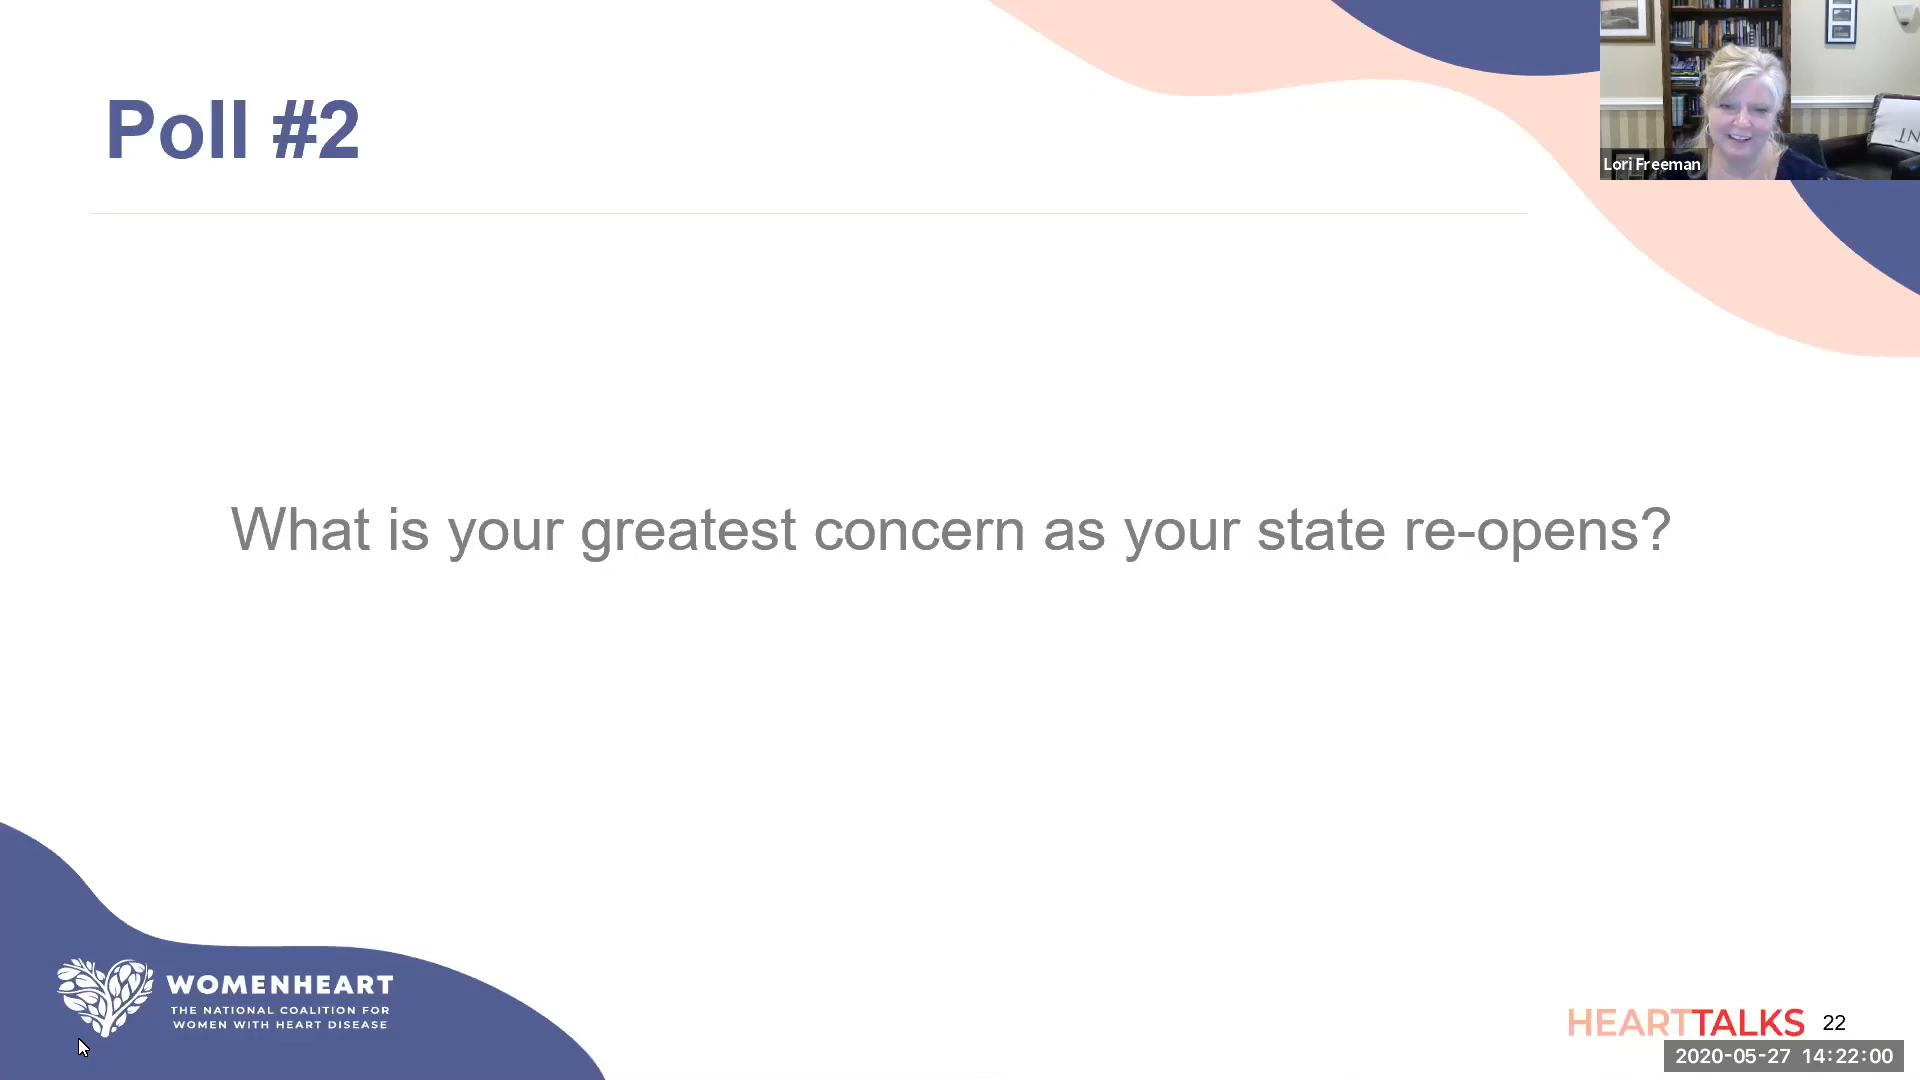 Poll #2
Lori Freeman
What is your greatest concern as your state re-opens?
WOMENHEART
THE NATIONAL COALITION FOR
WOMEN WITH HEART DISEASE
HEARTTALKS 22
2020-05-27 14:22:00